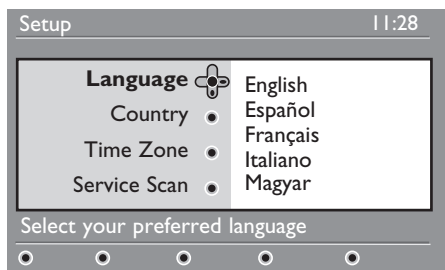 Setup 11:28
Language
Country
Time Zone
Service Scan
English
Español
Français
Italiano
Magyar
Select your preferred language